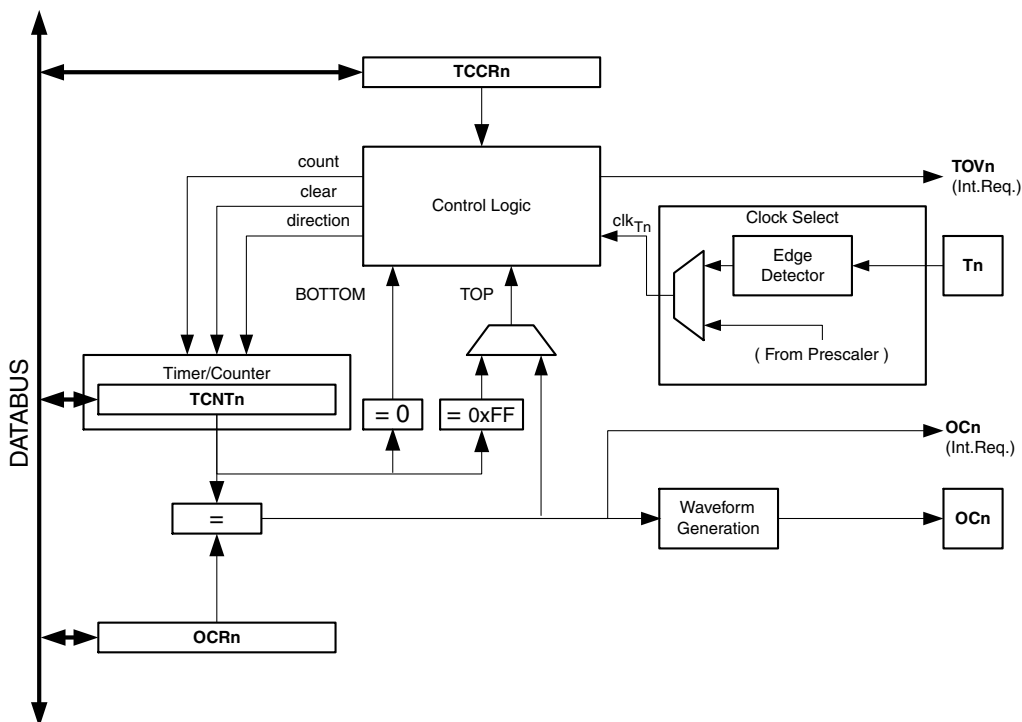 TCCRn
count
clear
direction
Control Logic
TOVn
(Int.Req.)
clkTn
Clock Select
Edge
Detector
Tn
( From Prescaler )
BOTTOM
TOP
Timer/Counter
TCNTn
= 0
= 0xFF
DATABUS
OCn
(Int.Req.)
=
Waveform
Generation
OCn
OCRn